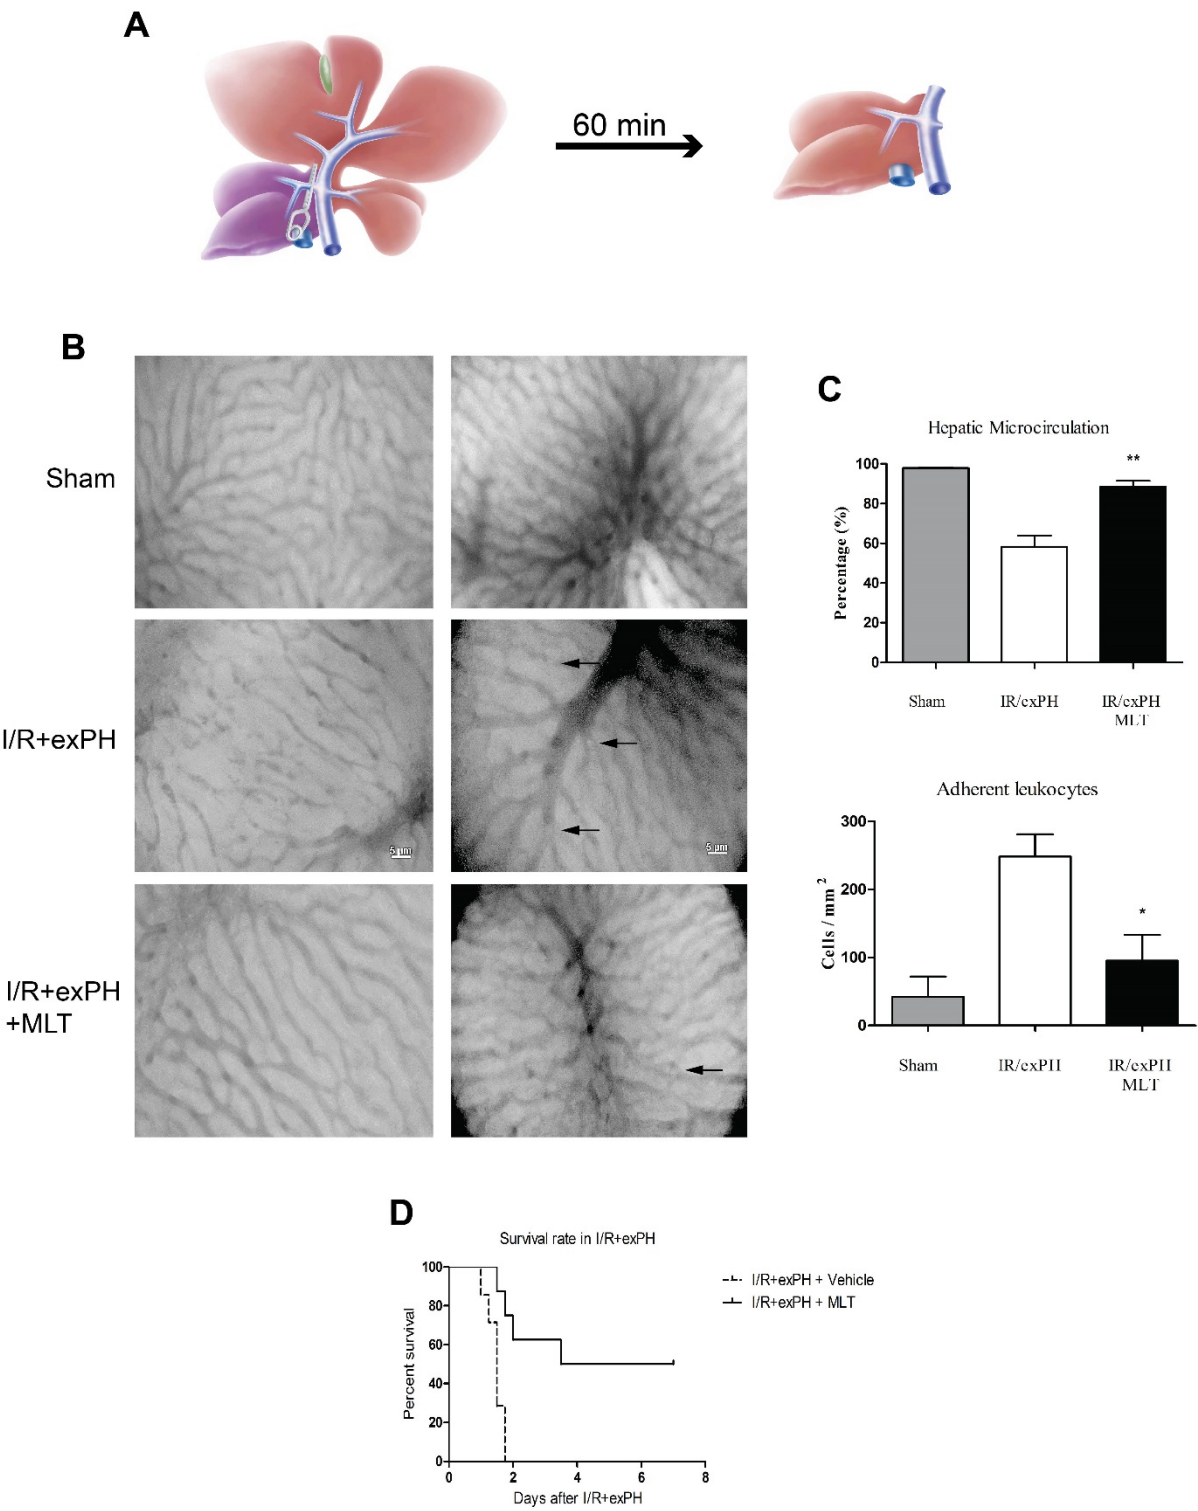 A
60 min
B
Sham
I/R+exPH
5 µm
5 µm
I/R+exPH
+MLT
C
Hepatic Microcirculation
**
100
80
60
40
20
0
Percentage (%)
Sham
IR/exPH
IR/exPH
MLT
Adherent leukocytes
300
200
100
0
*
Cells / mm 2
Sham
IR/exPH
IR/exPH
MLT
D
Survival rate in I/R+exPH
100
80
60
40
20
0
Percent survival
0 2 4 6 8
Days after I/R+exPH
I/R+exPH + Vehicle
I/R+exPH + MLT